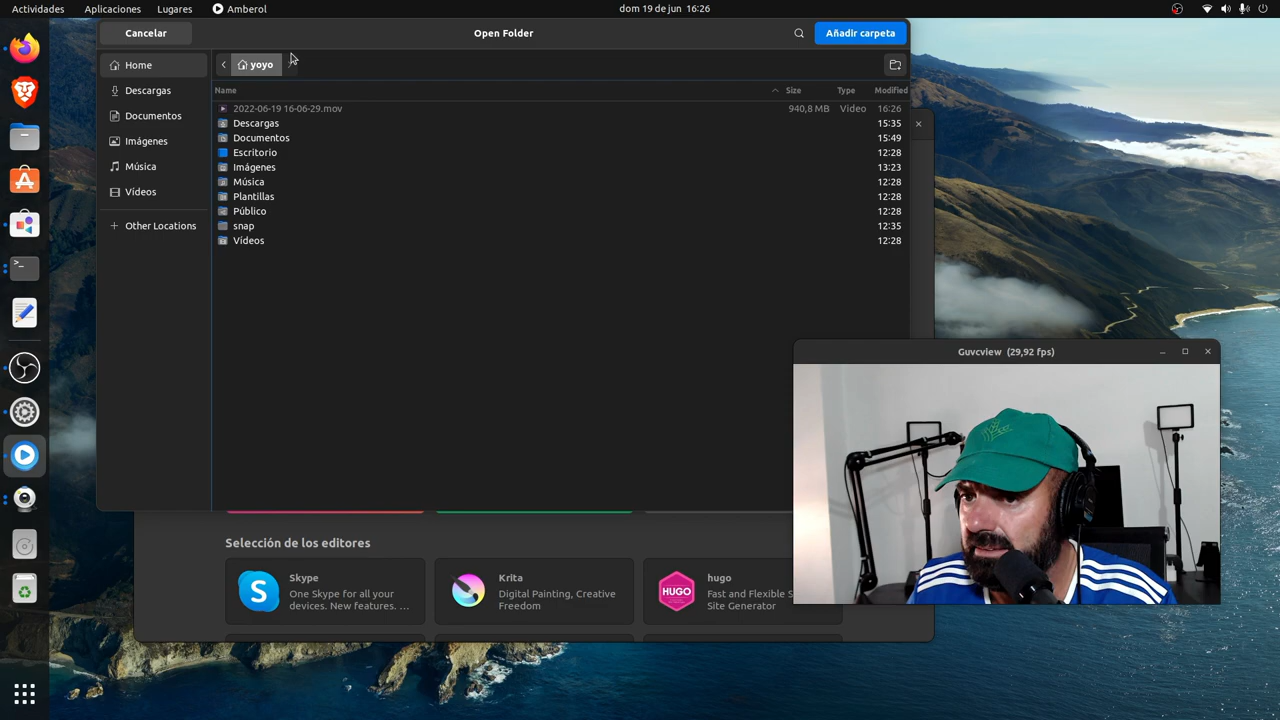 Actividades Aplicaciones Lugares Amberol dom 19 de jun 16:26
Cancelar Open Folder Añadir carpeta
Home
Descargas
Documentos
Imágenes
Música
Vídeos
Other Locations
yoyo
Name Size Type Modified
2022-06-19 16-06-29.mov 940,8 MB Video 16:26
Descargas 15:35
Documentos 15:49
Escritorio 12:28
Imágenes 13:23
Música 12:28
Plantillas 12:28
Público 12:28
snap 12:35
Vídeos 12:28
Guvcview (29,92 fps)
Selección de los editores
Skype
One Skype for all your
devices. New features. ...
Krita
Digital Painting, Creative
Freedom
hugo
Fast and Flexible S
Site Generator
S
HUGO